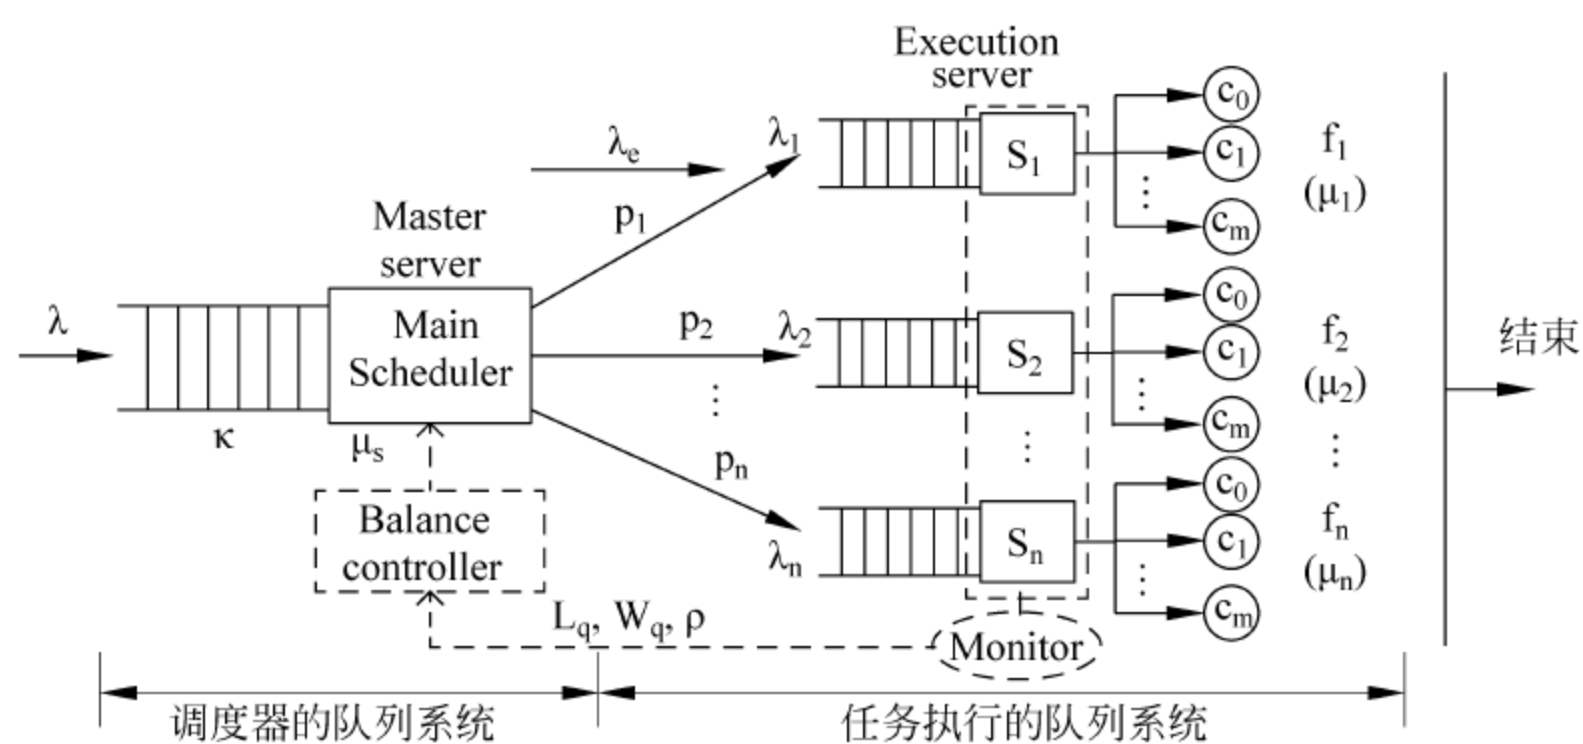 Execution
server
c₀
λₑ
λ₁
S₁
c₁
f₁
(μ₁)
p₁
⋮
cₘ
Master
server
λ
Main
Scheduler
p₂
λ₂
S₂
c₀
c₁
f₂
(μ₂)
结束
κ
μₛ
⋮
⋮
⋮
cₘ
⋮
pₙ
Balance
controller
λₙ
Sₙ
c₀
c₁
fₙ
(μₙ)
⋮
cₘ
L_q, W_q, ρ
Monitor
调度器的队列系统
任务执行的队列系统